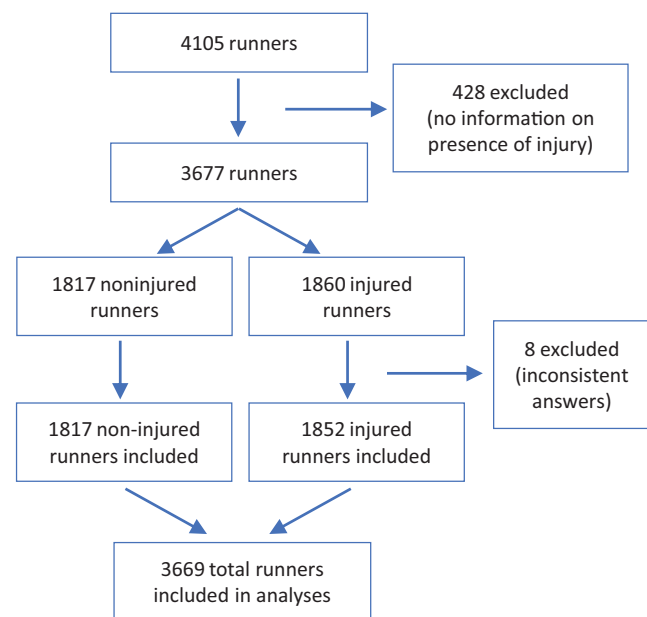 4105 runners
428 excluded
(no information on
presence of injury)
3677 runners
1817 noninjured
runners
1860 injured
runners
8 excluded
(inconsistent
answers)
1817 non-injured
runners included
1852 injured
runners included
3669 total runners
included in analyses